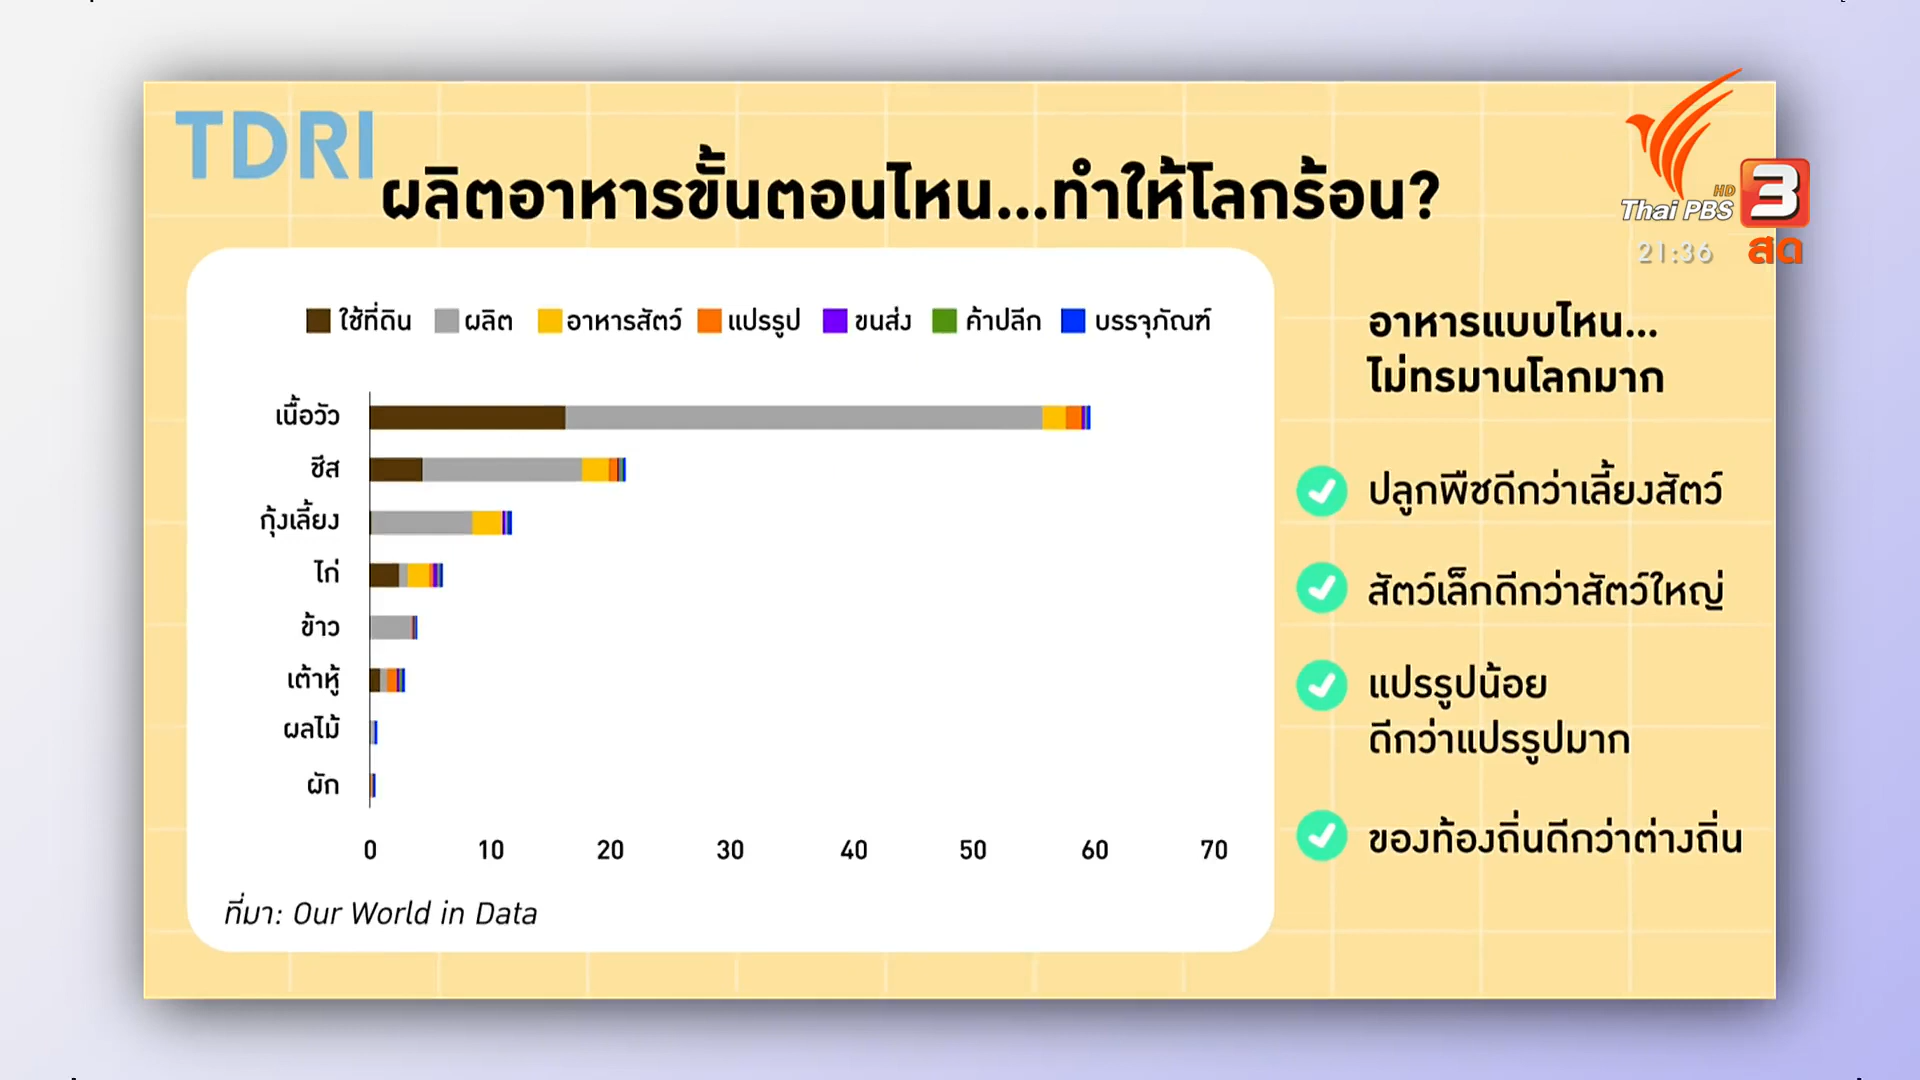 TDRI
ผลิตอาหารขั้นตอนไหน...ทำให้โลกร้อน?
HD
Thai PBS 3
21:36 สด
ใช้ที่ดิน ผลิต อาหารสัตว์ แปรรูป ขนส่ง ค้าปลีก บรรจุภัณฑ์
เนื้อวัว
ชีส
กุ้งเลี้ยง
ไก่
ข้าว
เต้าหู้
ผลไม้
ผัก
0 10 20 30 40 50 60 70
ที่มา: Our World in Data
อาหารแบบไหน...
ไม่ทรมานโลกมาก
ปลูกพืชดีกว่าเลี้ยงสัตว์
สัตว์เล็กดีกว่าสัตว์ใหญ่
แปรรูปน้อย
ดีกว่าแปรรูปมาก
ของท้องถิ่นดีกว่าต่างถิ่น